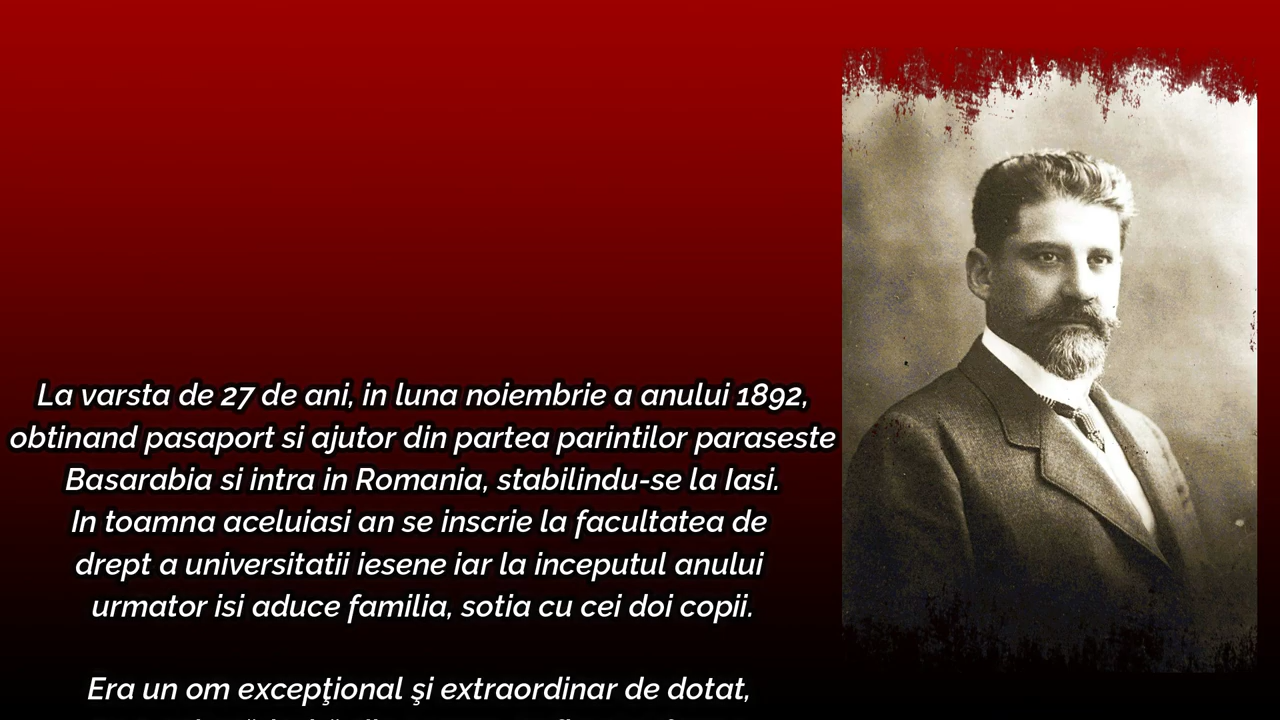 La varsta de 27 de ani, in luna noiembrie a anului 1892,
obtinand pasaport si ajutor din partea parintilor paraseste
Basarabia si intra in Romania, stabilindu-se la Iasi.
In toamna aceluiasi an se inscrie la facultatea de
drept a universitatii iesene iar la inceputul anului
urmator isi aduce familia, sotia cu cei doi copii.
Era un om excepţional şi extraordinar de dotat,